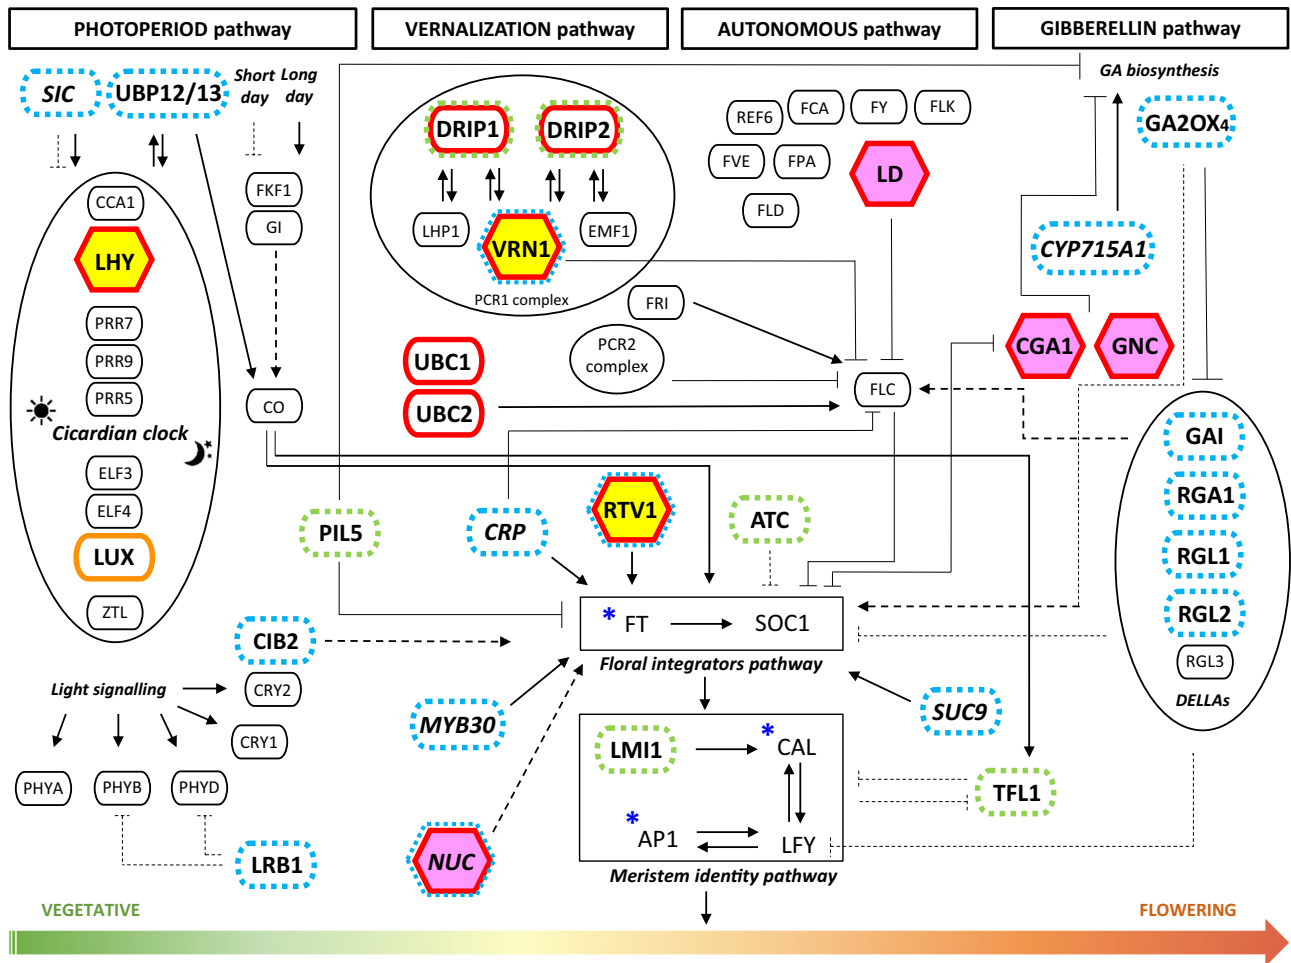 PHOTOPERIOD pathway
VERNALIZATION pathway
AUTONOMOUS pathway
GIBBERELLIN pathway
SIC
UBP12/13
Short Long
day day
GA biosynthesis
GA2OX4
DRIP1
DRIP2
REF6
FCA
FY
FLK
FVE
FPA
LD
FLD
CCA1
FKF1
GI
LHP1
VRN1
EMF1
PCR1 complex
CYP715A1
LHY
PRR7
PRR9
PRR5
FRI
PCR2
complex
UBC1
UBC2
CGA1
GNC
FLC
CO
Cicardian clock
ELF3
ELF4
LUX
ZTL
GAI
RGA1
RGL1
RGL2
RGL3
DELLAs
PIL5
CRP
RTV1
ATC
* FT
SOC1
Floral integrators pathway
CIB2
Light signalling
CRY2
CRY1
PHYA
PHYB
PHYD
LRB1
MYB30
SUC9
NUC
LMI1
* CAL
* AP1
LFY
TFL1
Meristem identity pathway
VEGETATIVE
FLOWERING